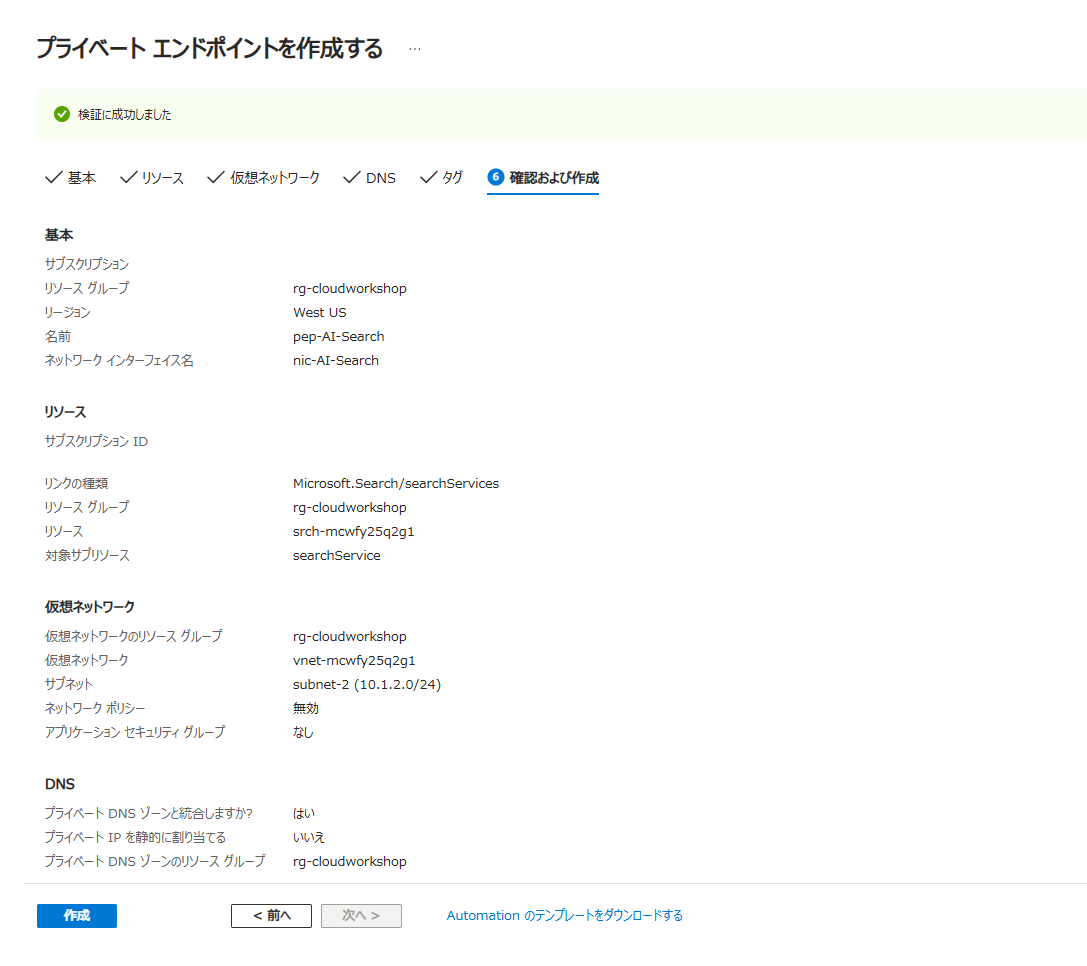 プライベート エンドポイントを作成する ...
検証に成功しました
基本 リソース 仮想ネットワーク DNS タグ 6 確認および作成
基本
サブスクリプション
リソース グループ rg-cloudworkshop
リージョン West US
名前 pep-AI-Search
ネットワーク インターフェイス名 nic-AI-Search
リソース
サブスクリプション ID
リンクの種類 Microsoft.Search/searchServices
リソース グループ rg-cloudworkshop
リソース srch-mcwfy25q2g1
対象サブリソース searchService
仮想ネットワーク
仮想ネットワークのリソース グループ rg-cloudworkshop
仮想ネットワーク vnet-mcwfy25q2g1
サブネット subnet-2 (10.1.2.0/24)
ネットワーク ポリシー 無効
アプリケーション セキュリティ グループ なし
DNS
プライベート DNS ゾーンと統合しますか? はい
プライベート IP を静的に割り当てる いいえ
プライベート DNS ゾーンのリソース グループ rg-cloudworkshop
作成 < 前へ 次へ > Automation のテンプレートをダウンロードする